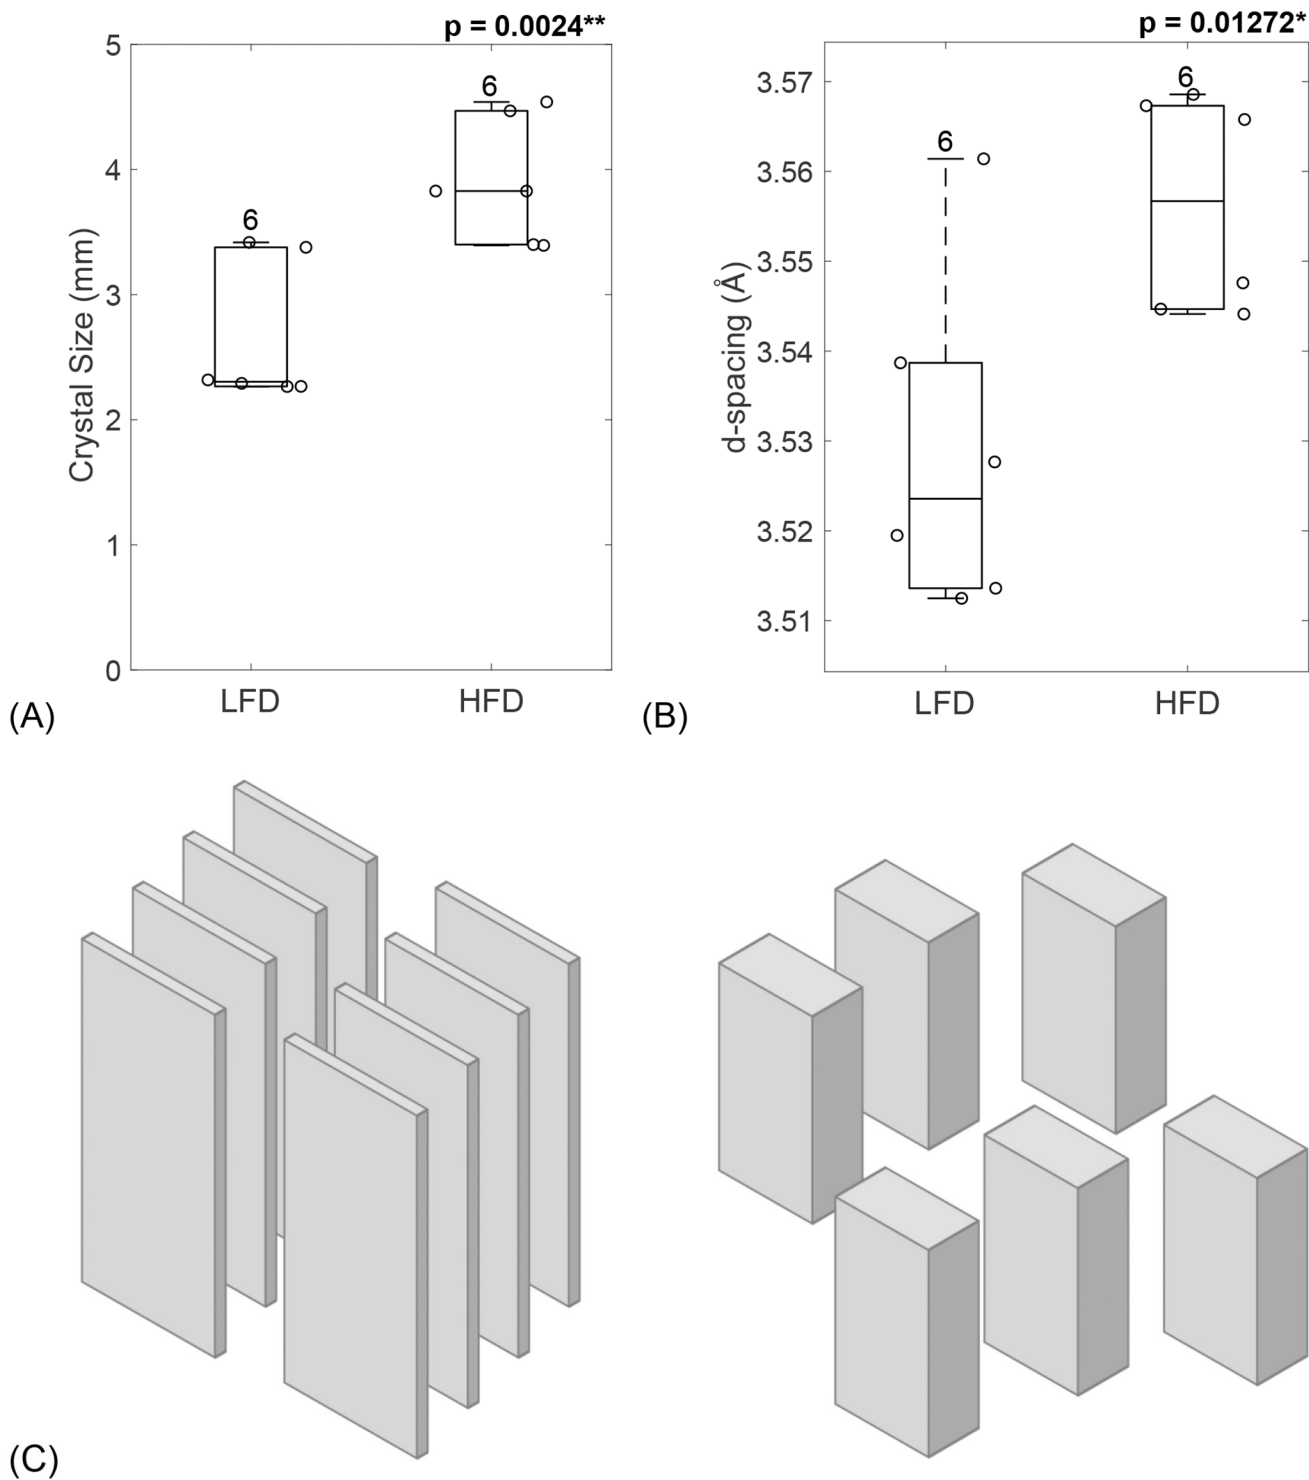 p = 0.0024**
5
4
3
2
1
0
Crystal Size (mm)
6
6
LFD
HFD
(A)
p = 0.01272*
3.57
3.56
3.55
3.54
3.53
3.52
3.51
d-spacing (Å)
6
6
LFD
HFD
(B)
(C)